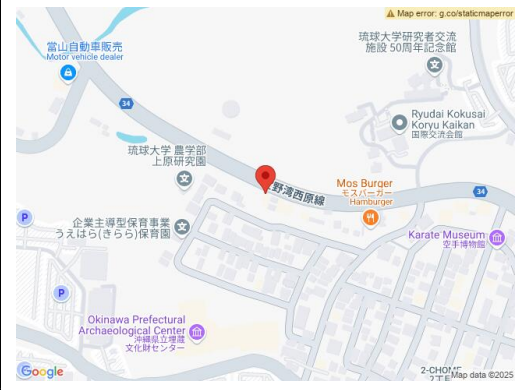 Map error: g.co/staticmaperror
當山自動車販売
Motor vehicle dealer
琉球大学研究者交流
施設 50周年記念館
34
Ryudai Kokusai
Koryu Kaikan
国際交流会館
琉球大学 農学部
上原研究園
野湾西原線
Mos Burger
モスバーガー
Hamburger
34
企業主導型保育事業
うえはら(きらら)保育園
Karate Museum
空手博物館
P
P
Okinawa Prefectural
Archaeological Center
沖縄県立埋蔵
文化財センター
2-CHOME
Google
Map data ©2025